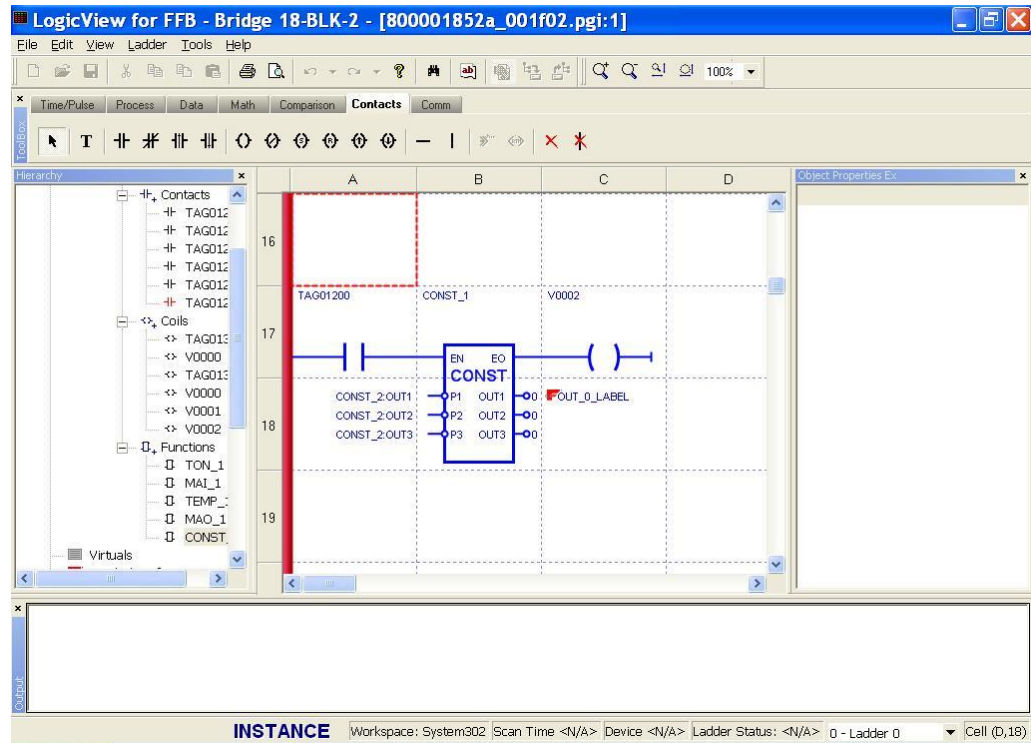 LogicView for FFB - Bridge 18-BLK-2 - [800001852a_001f02.pgi:1]
File Edit View Ladder Tools Help
100%
Time/Pulse Process Data Math Comparison Contacts Comm
ToolBox
T
Hierarchy
Contacts
TAG012
TAG012
TAG012
TAG012
TAG012
TAG012
Coils
TAG013
V0000
TAG013
V0000
V0001
V0002
Functions
TON_1
MAI_1
TEMP_
MAO_1
CONST_
Virtuals
A B C D
16
17
18
19
TAG01200 CONST_1 V0002
EN EO
CONST
CONST_2:OUT1 P1 OUT1 0 OUT_0_LABEL
CONST_2:OUT2 P2 OUT2 0
CONST_2:OUT3 P3 OUT3 0
Object Properties Ex
Output
INSTANCE Workspace: System302 Scan Time <N/A> Device <N/A> Ladder Status: <N/A> 0 - Ladder 0 Cell (D,18)